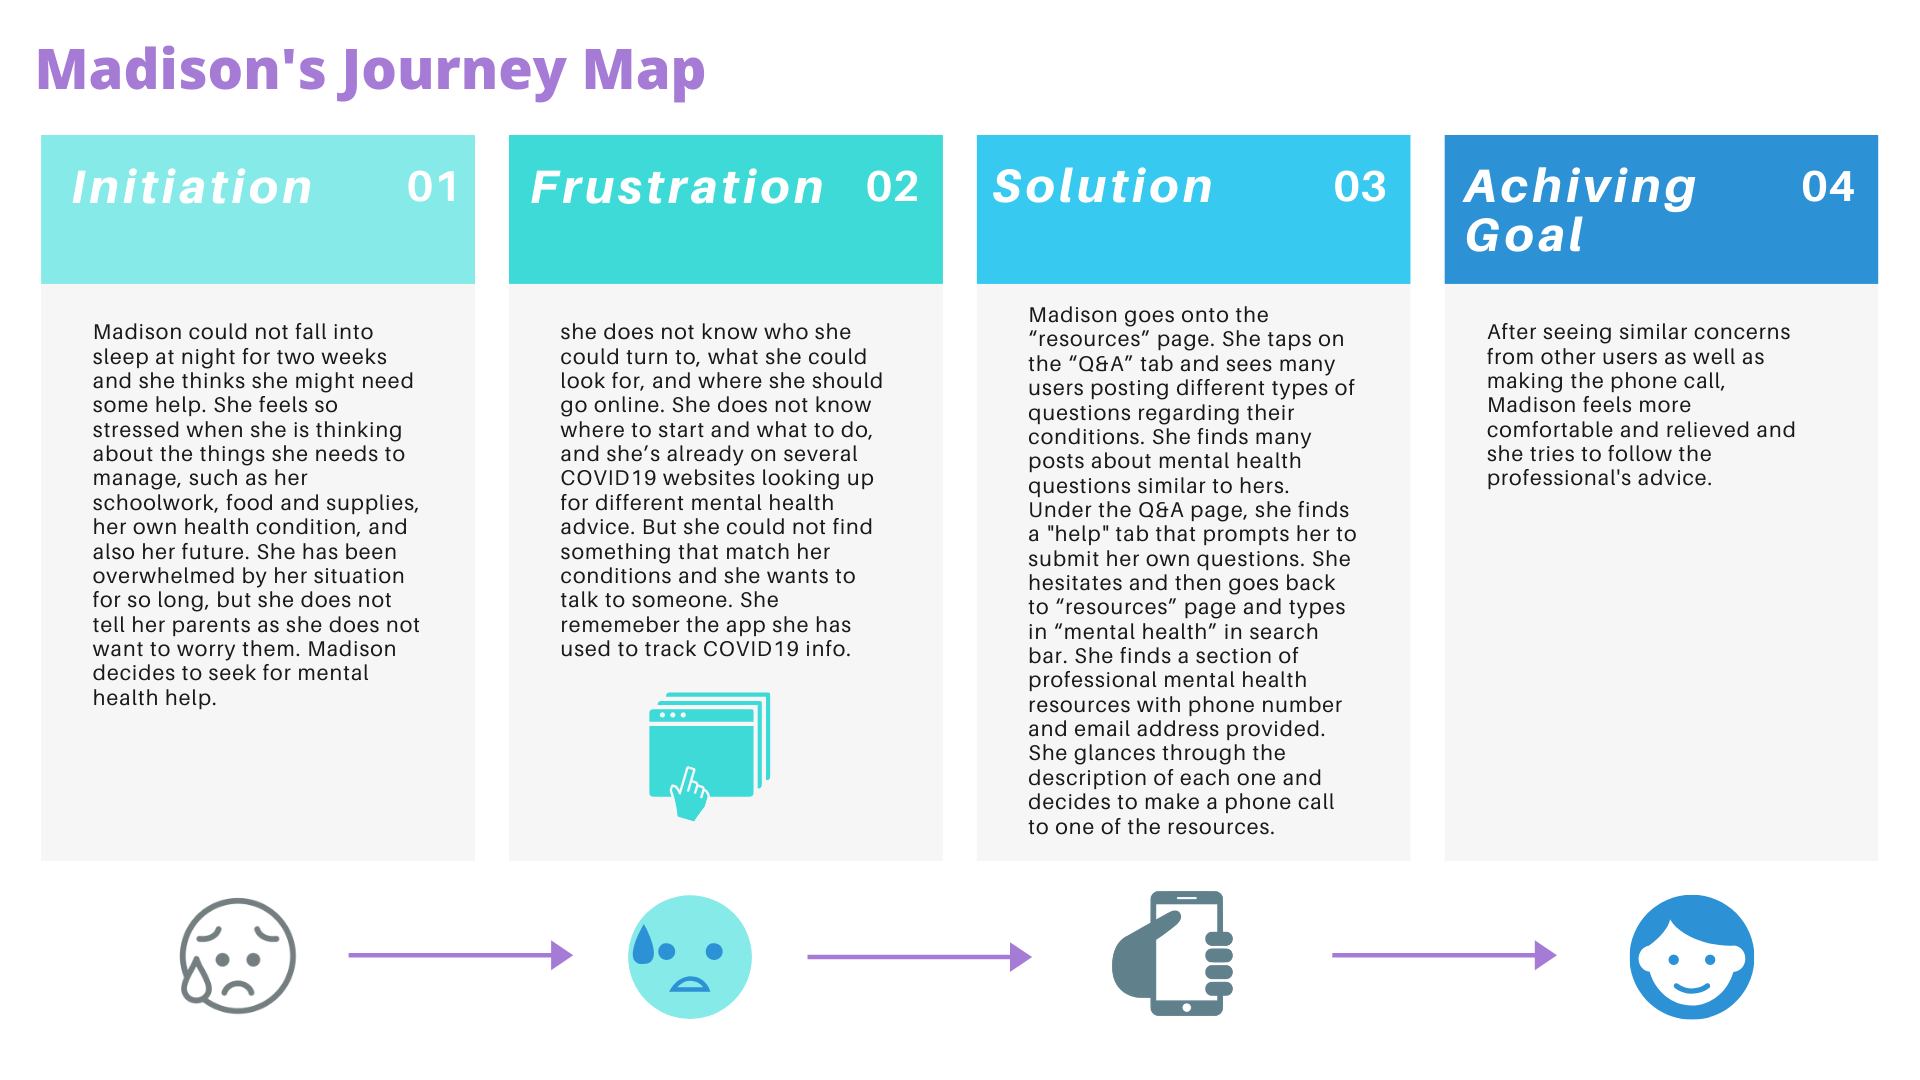 Madison's Journey Map
Initiation 01
Madison could not fall into
sleep at night for two weeks
and she thinks she might need
some help. She feels so
stressed when she is thinking
about the things she needs to
manage, such as her
schoolwork, food and supplies,
her own health condition, and
also her future. She has been
overwhelmed by her situation
for so long, but she does not
tell her parents as she does not
want to worry them. Madison
decides to seek for mental
health help.
Frustration 02
she does not know who she
could turn to, what she could
look for, and where she should
go online. She does not know
where to start and what to do,
and she’s already on several
COVID19 websites looking up
for different mental health
advice. But she could not find
something that match her
conditions and she wants to
talk to someone. She
rememeber the app she has
used to track COVID19 info.
Solution 03
Madison goes onto the
“resources” page. She taps on
the “Q&A” tab and sees many
users posting different types of
questions regarding their
conditions. She finds many
posts about mental health
questions similar to hers.
Under the Q&A page, she finds
a "help" tab that prompts her to
submit her own questions. She
hesitates and then goes back
to “resources” page and types
in “mental health” in search
bar. She finds a section of
professional mental health
resources with phone number
and email address provided.
She glances through the
description of each one and
decides to make a phone call
to one of the resources.
Achiving 04
Goal
After seeing similar concerns
from other users as well as
making the phone call,
Madison feels more
comfortable and relieved and
she tries to follow the
professional's advice.